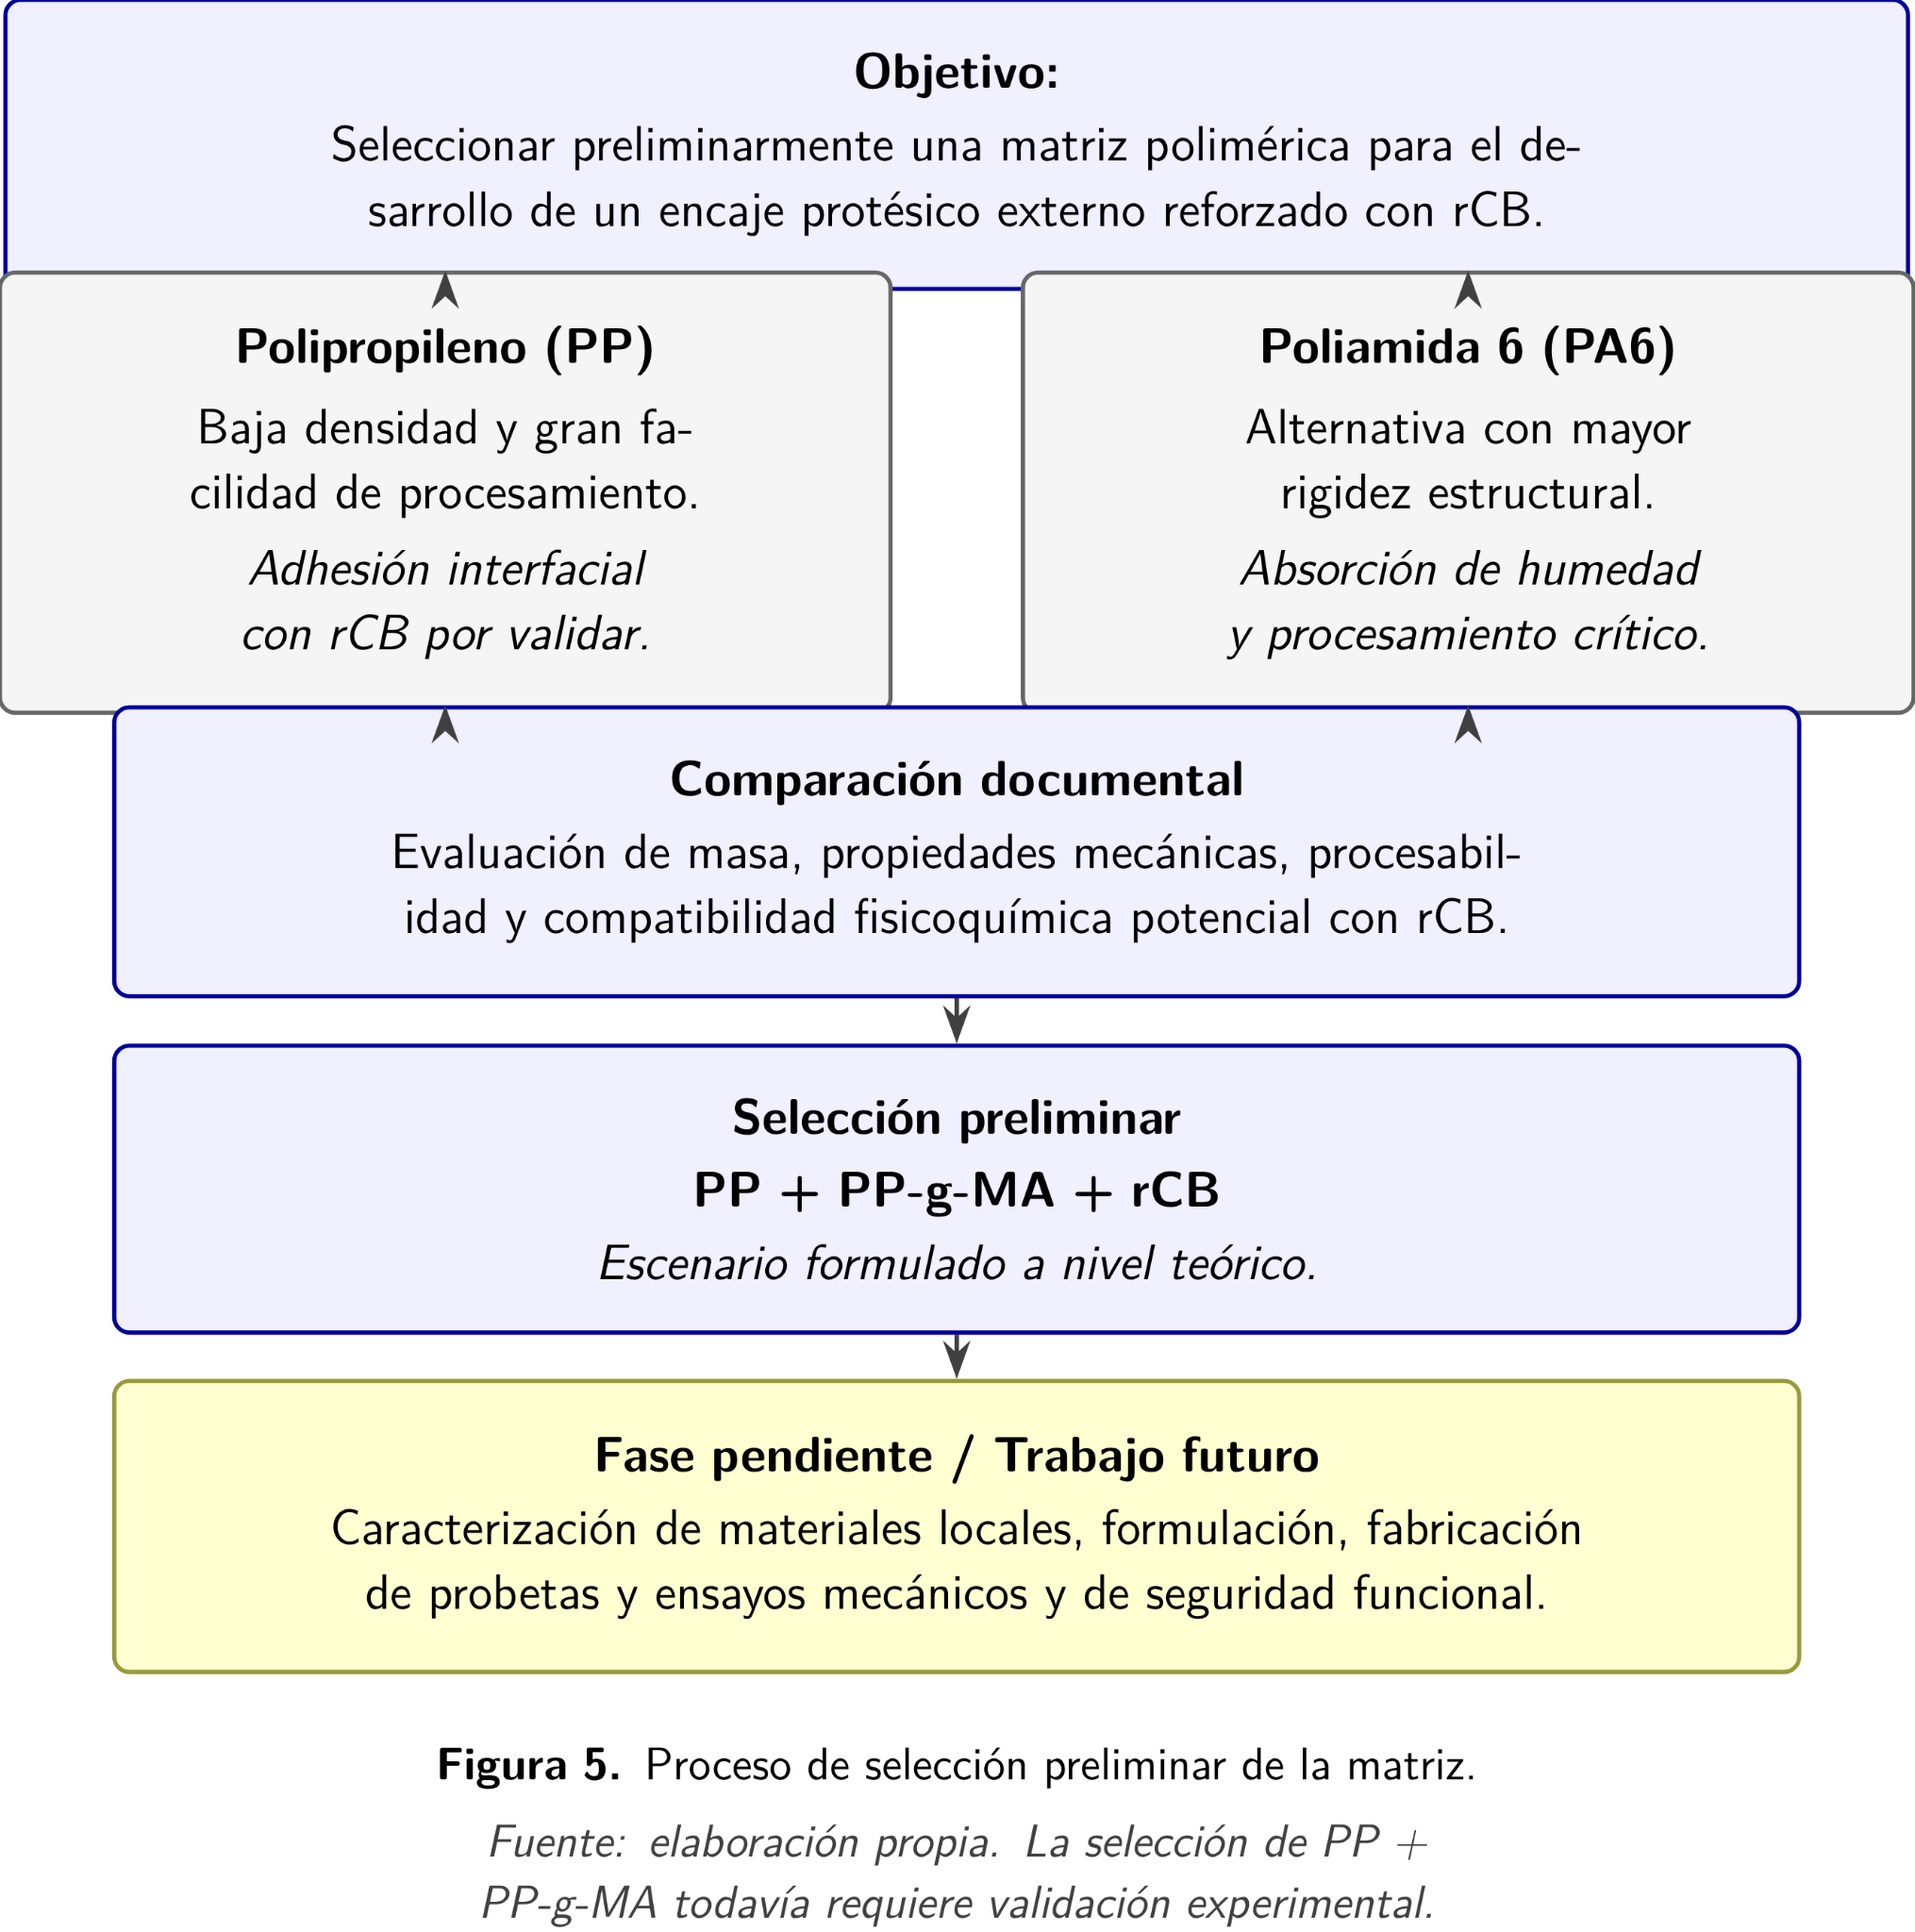 Objetivo:
Seleccionar preliminarmente una matriz polimérica para el de-
sarrollo de un encaje protésico externo reforzado con rCB.
Polipropileno (PP)
Baja densidad y gran fa-
cilidad de procesamiento.
Adhesión interfacial
con rCB por validar.
Poliamida 6 (PA6)
Alternativa con mayor
rigidez estructural.
Absorción de humedad
y procesamiento crítico.
Comparación documental
Evaluación de masa, propiedades mecánicas, procesabil-
idad y compatibilidad fisicoquímica potencial con rCB.
Selección preliminar
PP + PP-g-MA + rCB
Escenario formulado a nivel teórico.
Fase pendiente / Trabajo futuro
Caracterización de materiales locales, formulación, fabricación
de probetas y ensayos mecánicos y de seguridad funcional.
Figura 5. Proceso de selección preliminar de la matriz.
Fuente: elaboración propia. La selección de PP +
PP-g-MA todavía requiere validación experimental.